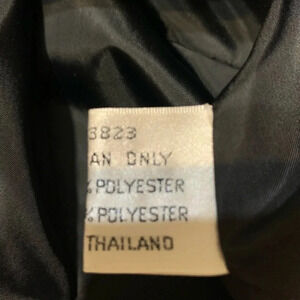 3823
AN ONLY
%POLYESTER
%POLYESTER
THAILAND